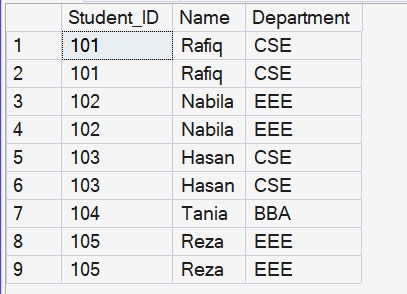 Student_ID Name Department
1 101 Rafiq CSE
2 101 Rafiq CSE
3 102 Nabila EEE
4 102 Nabila EEE
5 103 Hasan CSE
6 103 Hasan CSE
7 104 Tania BBA
8 105 Reza EEE
9 105 Reza EEE